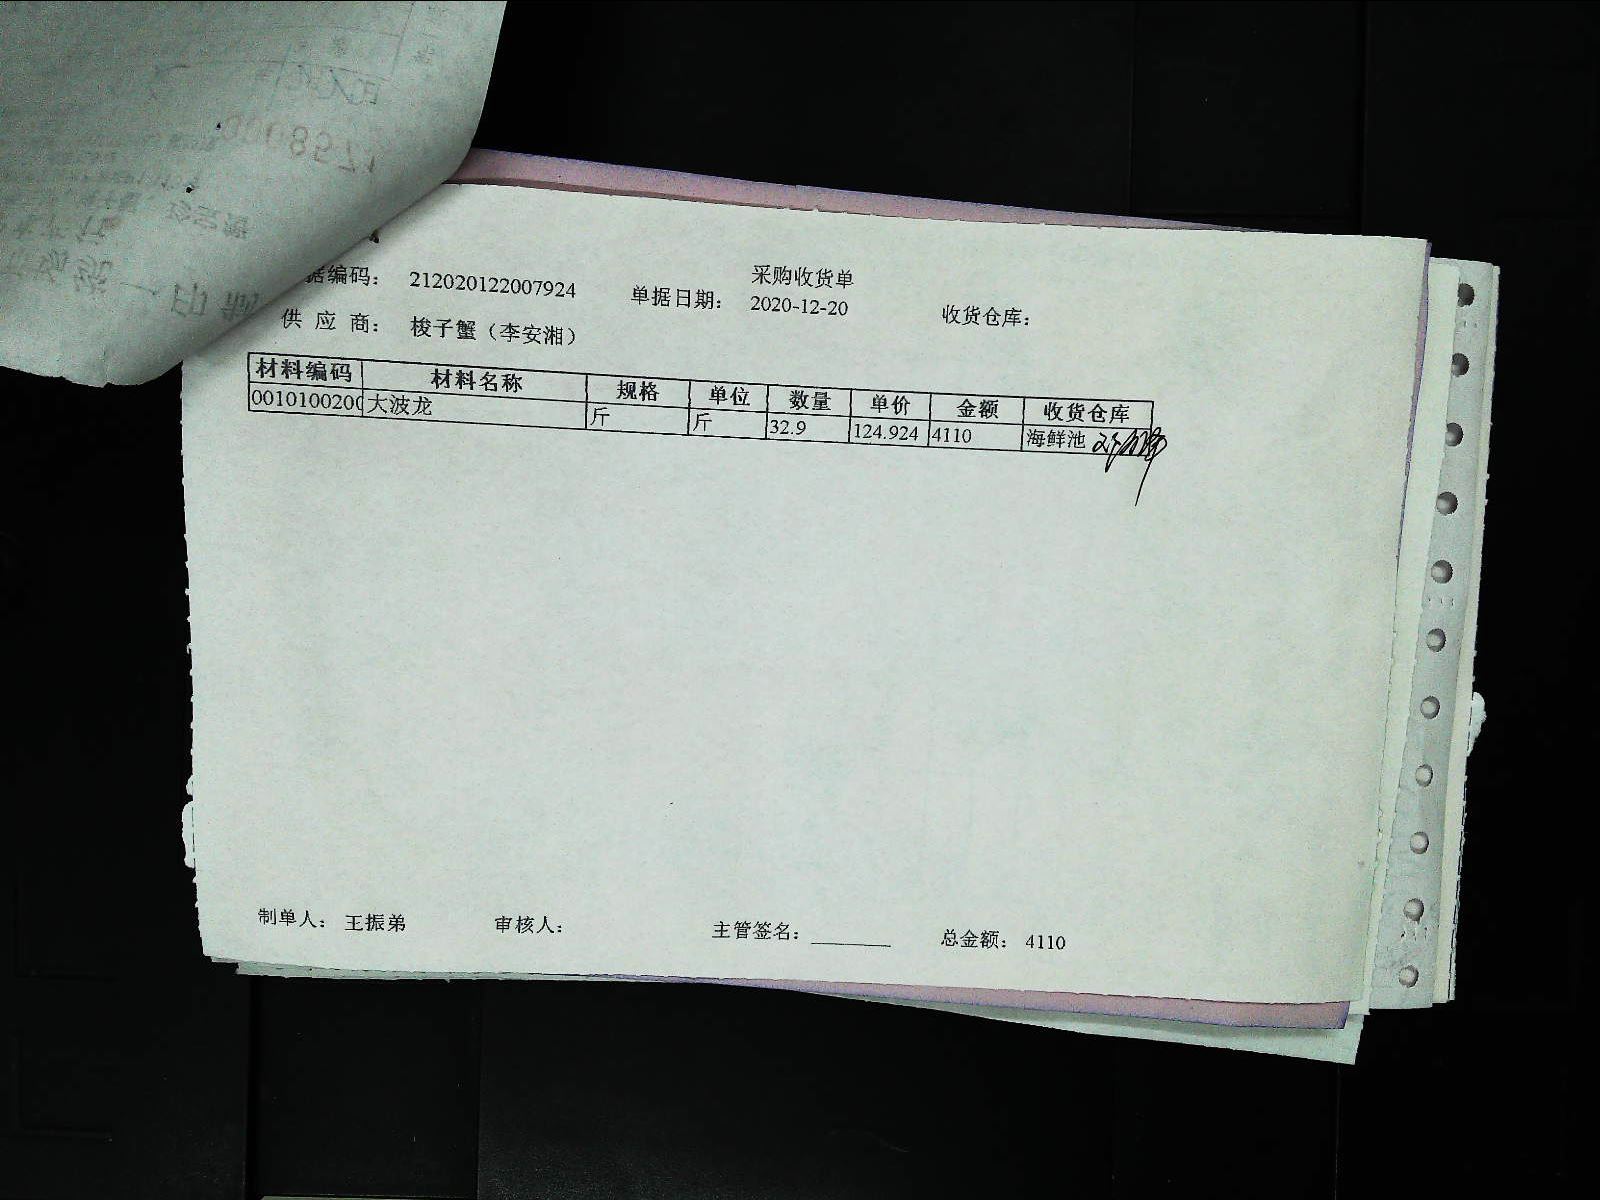 采购收货单
据编码： 212020122007924 单据日期： 2020-12-20 收货仓库：
供 应 商： 梭子蟹（李安湘）
材料编码 材料名称 规格 单位 数量 单价 金额 收货仓库
0010100200 大波龙 斤 斤 32.9 124.924 4110 海鲜池
制单人： 王振弟 审核人： 主管签名： ________ 总金额： 4110